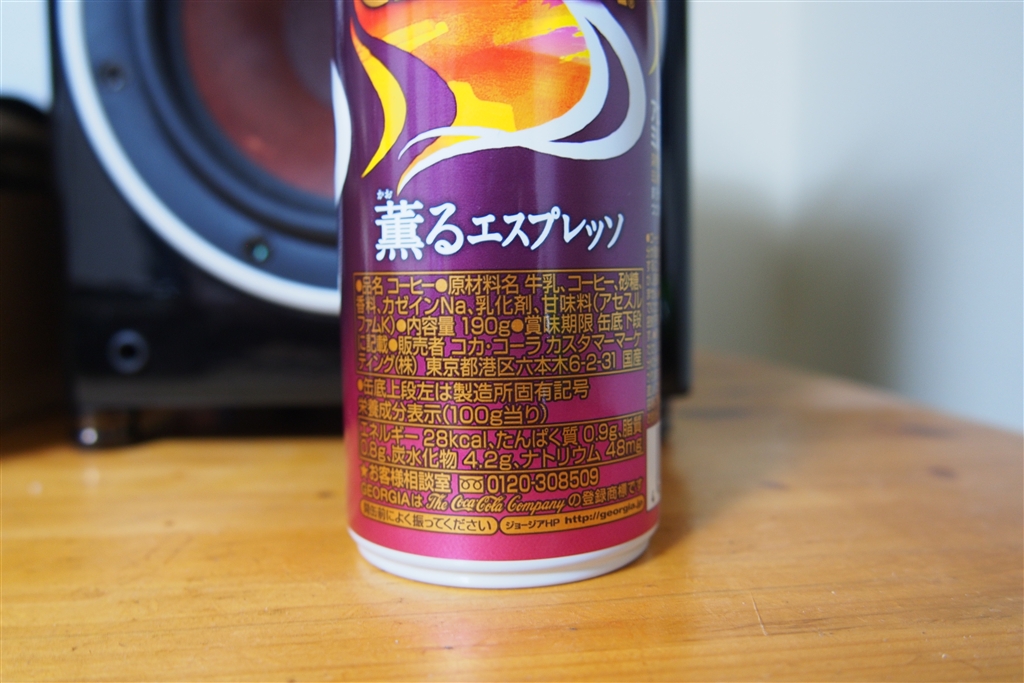 かお
薫るエスプレッソ
●品名 コーヒー●原材料名 牛乳、コーヒー、砂糖、
香料、カゼインNa、乳化剤、甘味料(アセスル
ファムK)●内容量 190g●賞味期限 缶底下段
に記載●販売者 コカ・コーラ カスタマーマーケ
ティング(株) 東京都港区六本木6-2-31 国産
●缶底上段左は製造所固有記号
栄養成分表示(100g当り)
エネルギー 28kcal、たんぱく質 0.9g、脂質
0.8g、炭水化物 4.2g、ナトリウム 48mg
★お客様相談室 0120-308509
GEORGIAは The Coca-Cola Company の登録商標です
開缶前によく振ってください ジョージアHP http://georgia.jp